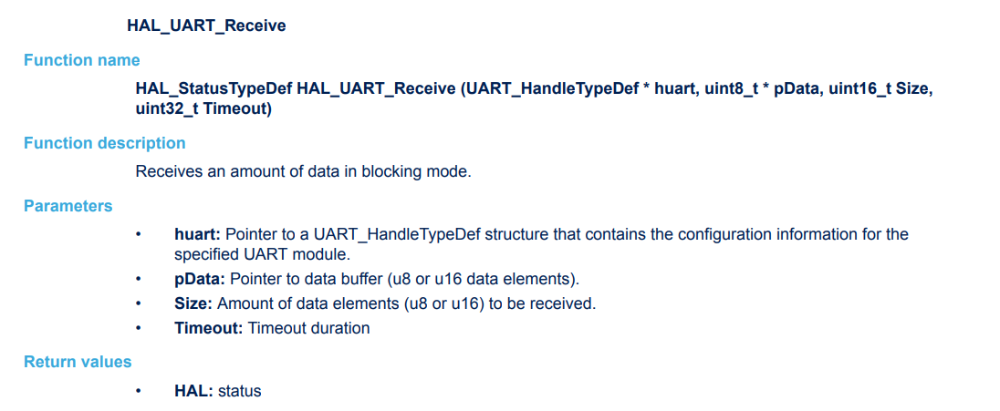 HAL_UART_Receive
Function name
HAL_StatusTypeDef HAL_UART_Receive (UART_HandleTypeDef * huart, uint8_t * pData, uint16_t Size,
uint32_t Timeout)
Function description
Receives an amount of data in blocking mode.
Parameters
• huart: Pointer to a UART_HandleTypeDef structure that contains the configuration information for the
specified UART module.
• pData: Pointer to data buffer (u8 or u16 data elements).
• Size: Amount of data elements (u8 or u16) to be received.
• Timeout: Timeout duration
Return values
• HAL: status